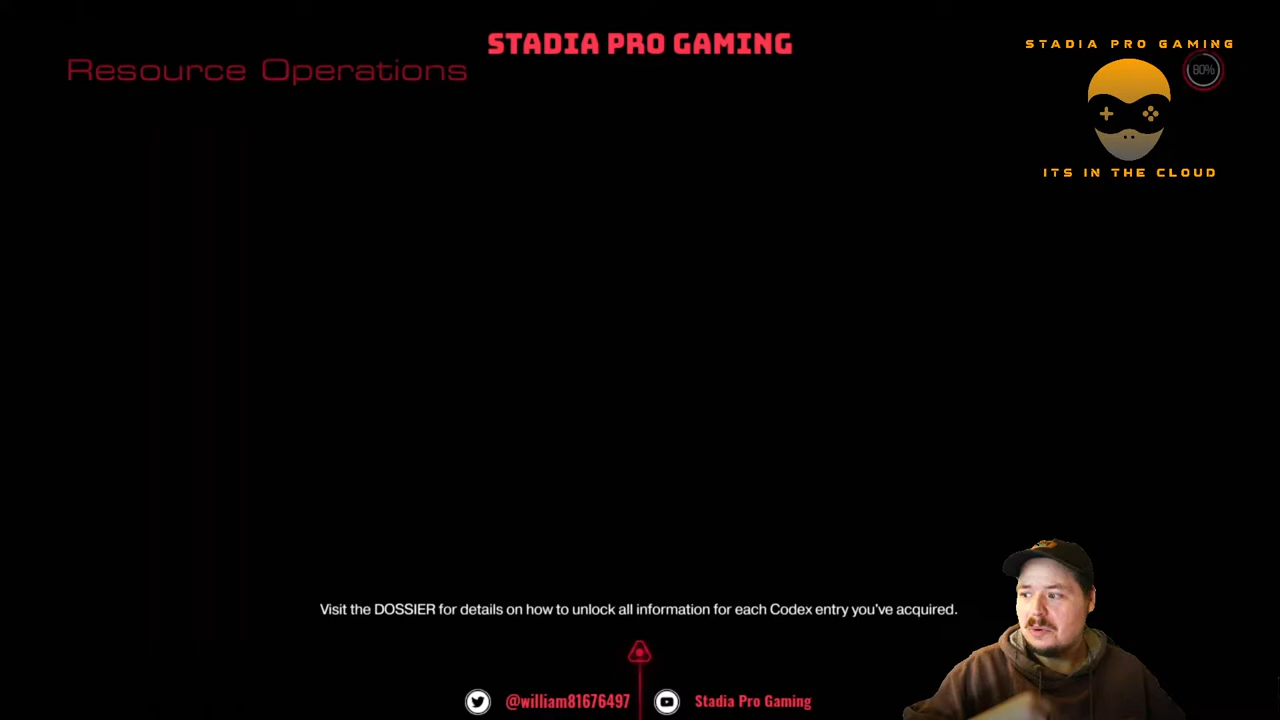 STADIA PRO GAMING
Resource Operations
STADIA PRO GAMING
80%
ITS IN THE CLOUD
Visit the DOSSIER for details on how to unlock all information for each Codex entry you've acquired.
@william81676497
Stadia Pro Gaming